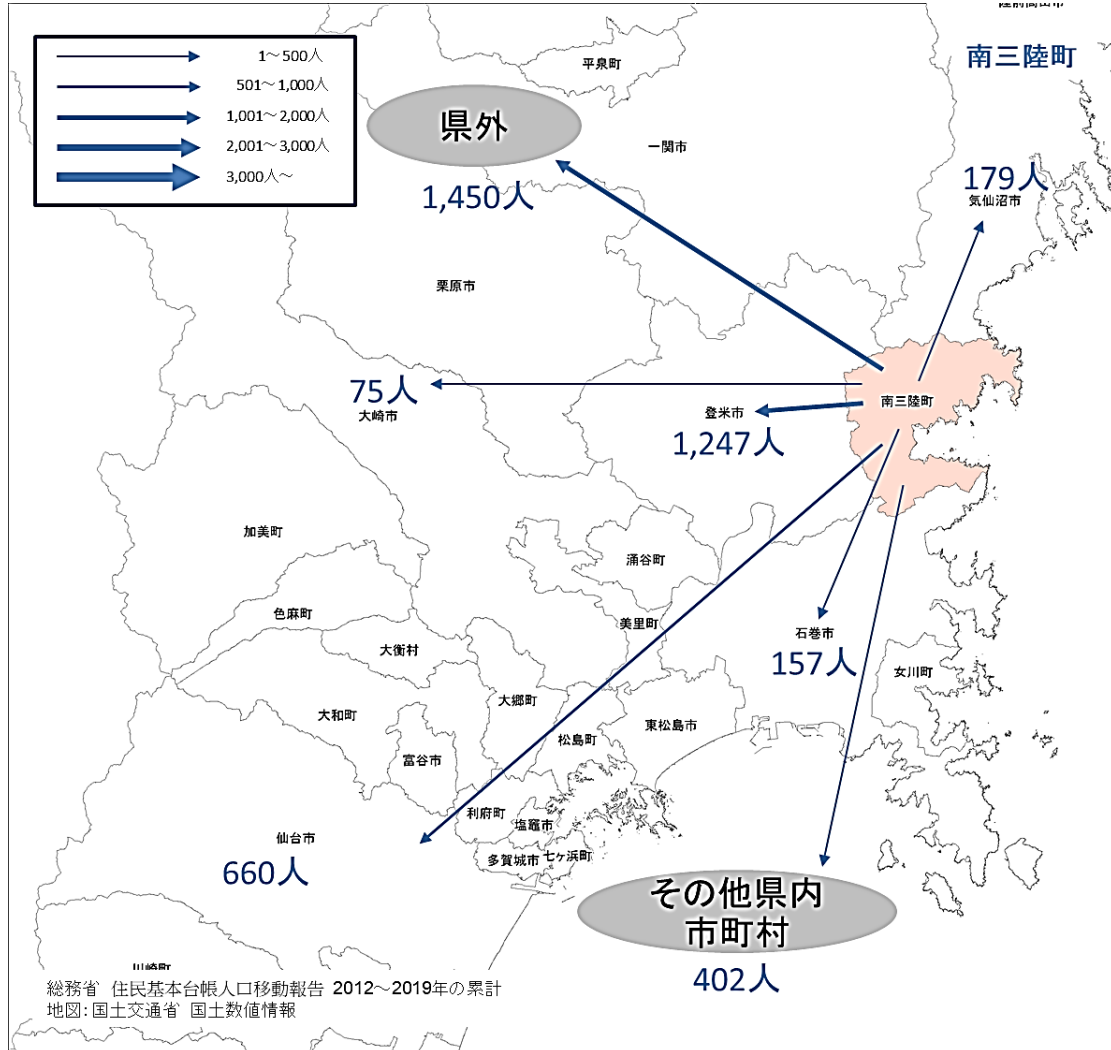 1～500人
501～1,000人
1,001～2,000人
2,001～3,000人
3,000人～
南三陸町
平泉町
県外
一関市
1,450人
179人
気仙沼市
栗原市
75人
大崎市
登米市
1,247人
南三陸町
加美町
涌谷町
色麻町
美里町
大衡村
石巻市
157人
女川町
大郷町
大和町
東松島市
松島町
富谷市
利府町
塩竈市
仙台市
660人
多賀城市
七ヶ浜町
その他県内
市町村
402人
総務省 住民基本台帳人口移動報告 2012～2019年の累計
地図:国土交通省 国土数値情報